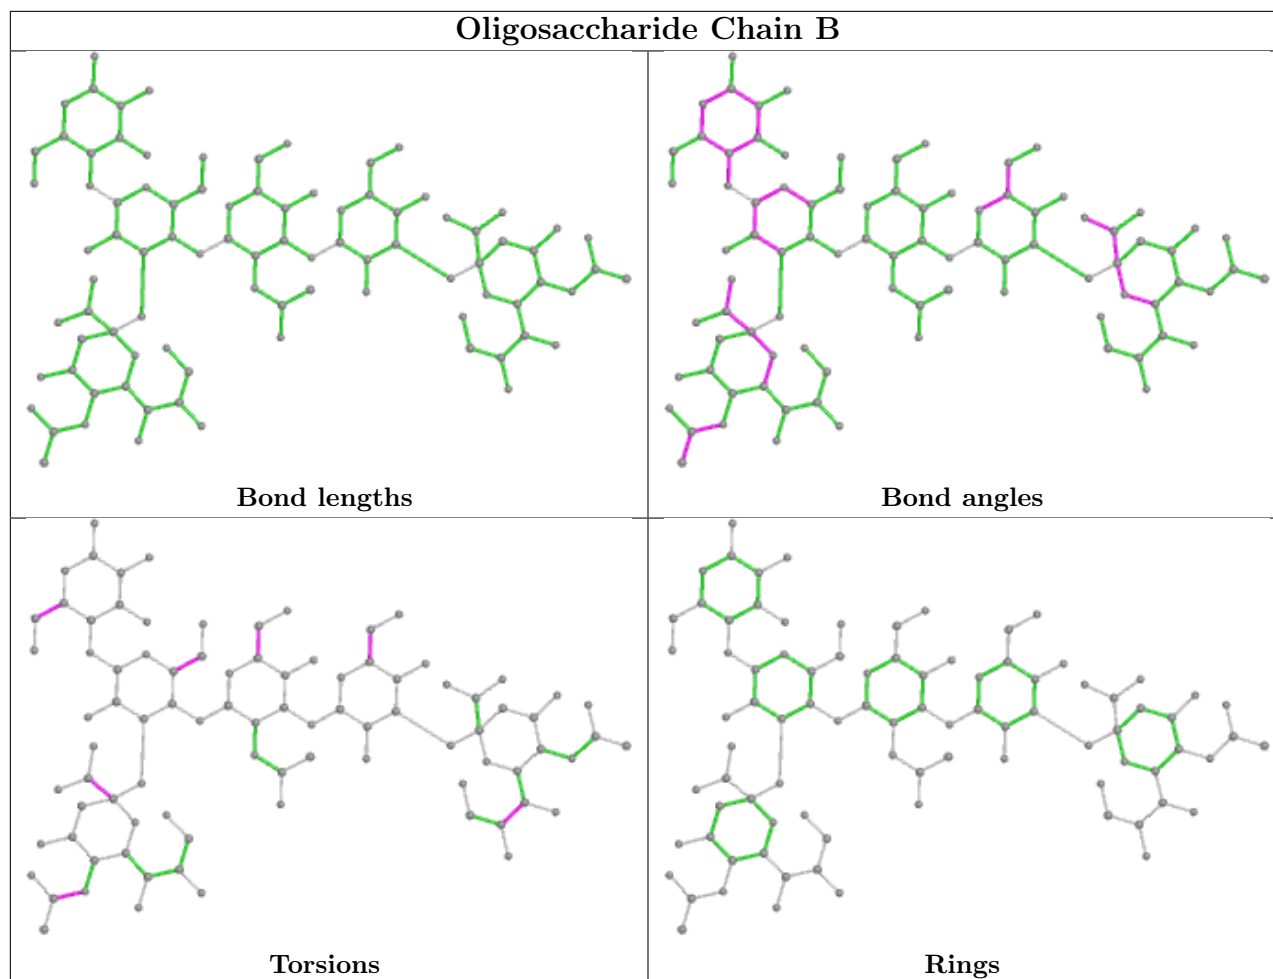 Oligosaccharide Chain B
Bond lengths
Bond angles
Torsions
Rings